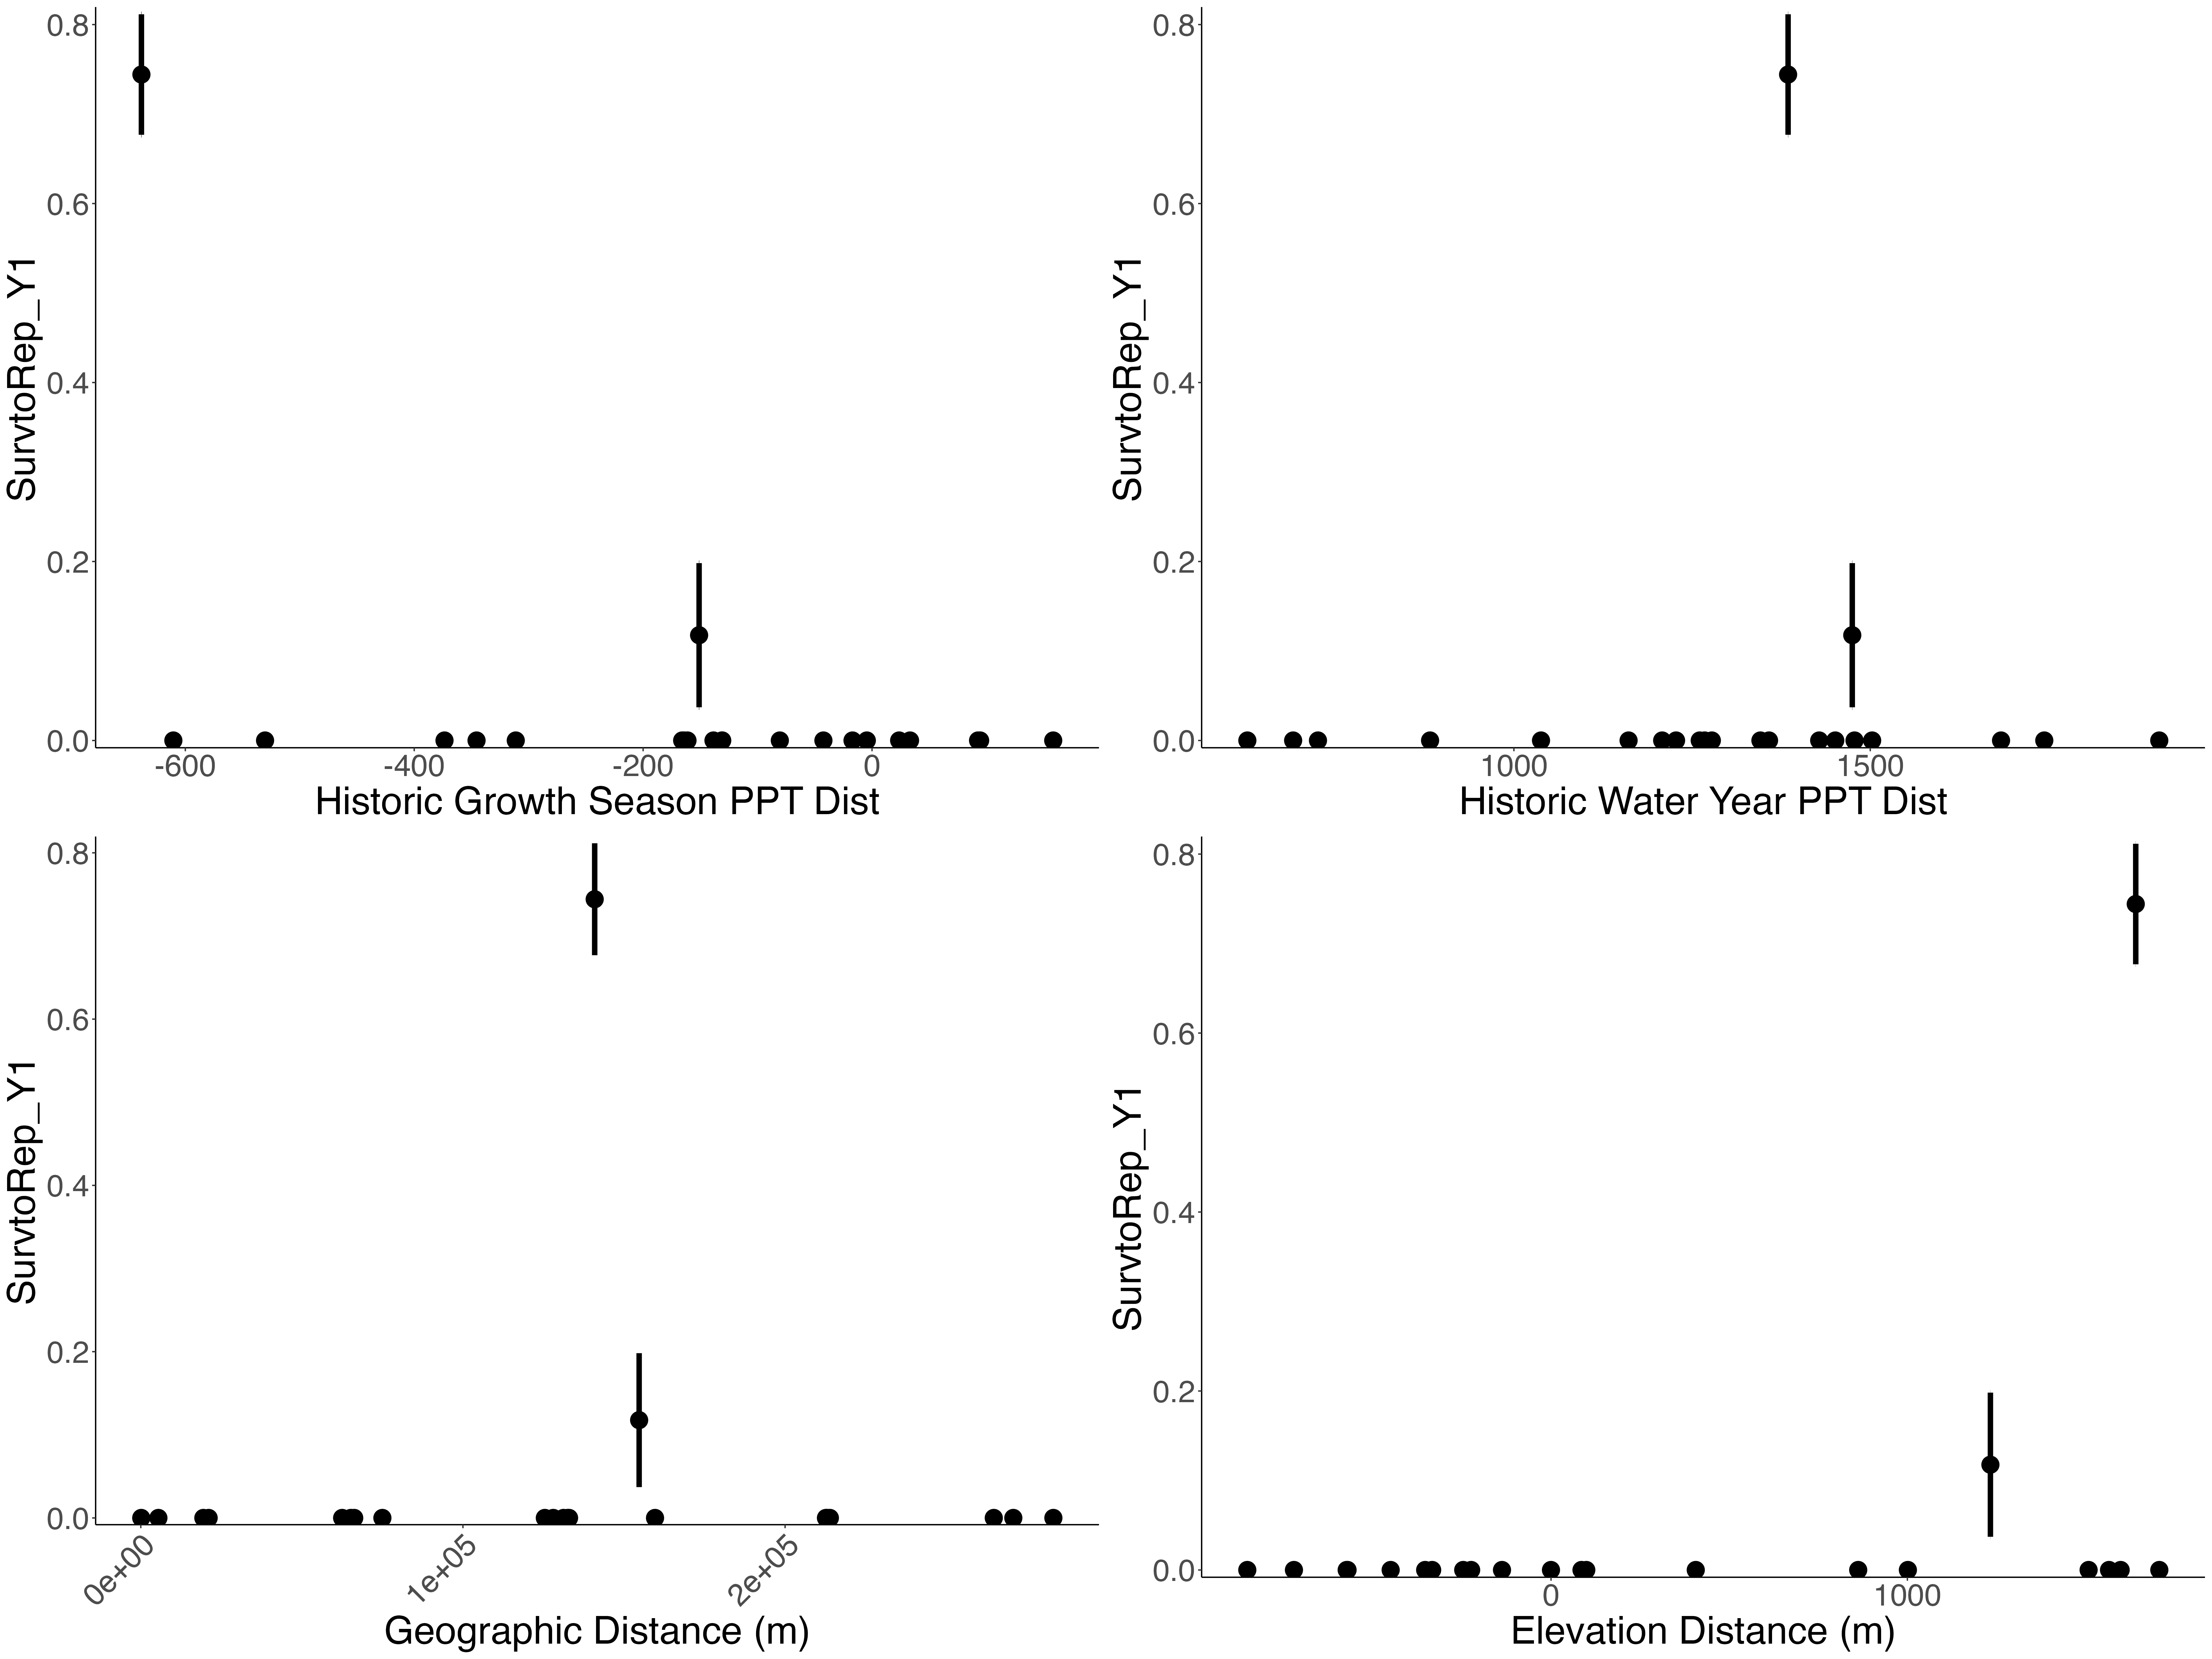 0.8
0.6
0.4
0.2
0.0
SurvtoRep_Y1
-600 -400 -200 0
Historic Growth Season PPT Dist
0.8
0.6
0.4
0.2
0.0
SurvtoRep_Y1
1000 1500
Historic Water Year PPT Dist
0.8
0.6
0.4
0.2
0.0
SurvtoRep_Y1
0e+00 1e+05 2e+05
Geographic Distance (m)
0.8
0.6
0.4
0.2
0.0
SurvtoRep_Y1
0 1000
Elevation Distance (m)